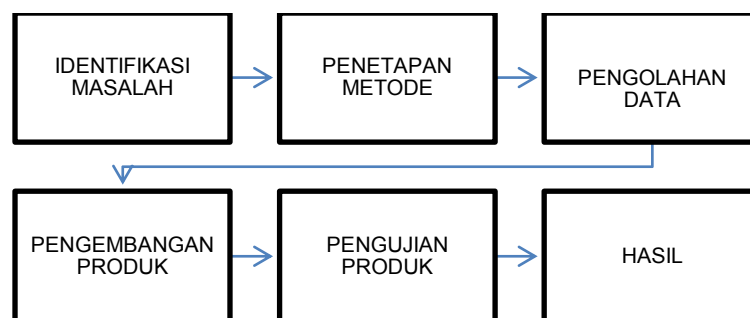 IDENTIFIKASI
MASALAH
PENETAPAN
METODE
PENGOLAHAN
DATA
PENGEMBANGAN
PRODUK
PENGUJIAN
PRODUK
HASIL